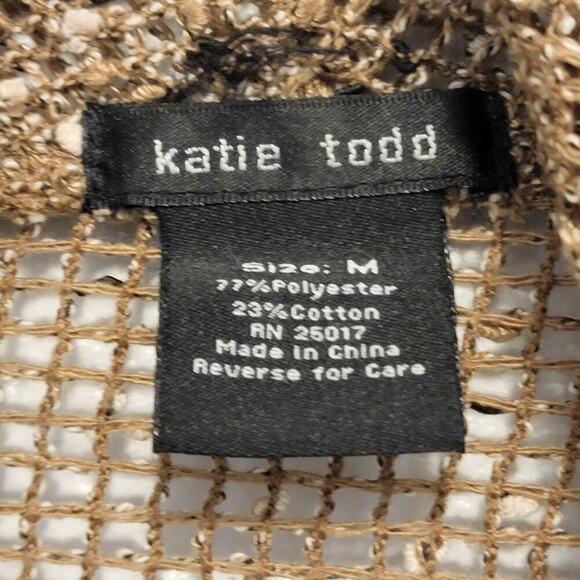 katie todd
Size: M
77%Polyester
23%Cotton
RN 25017
Made in China
Reverse for Care